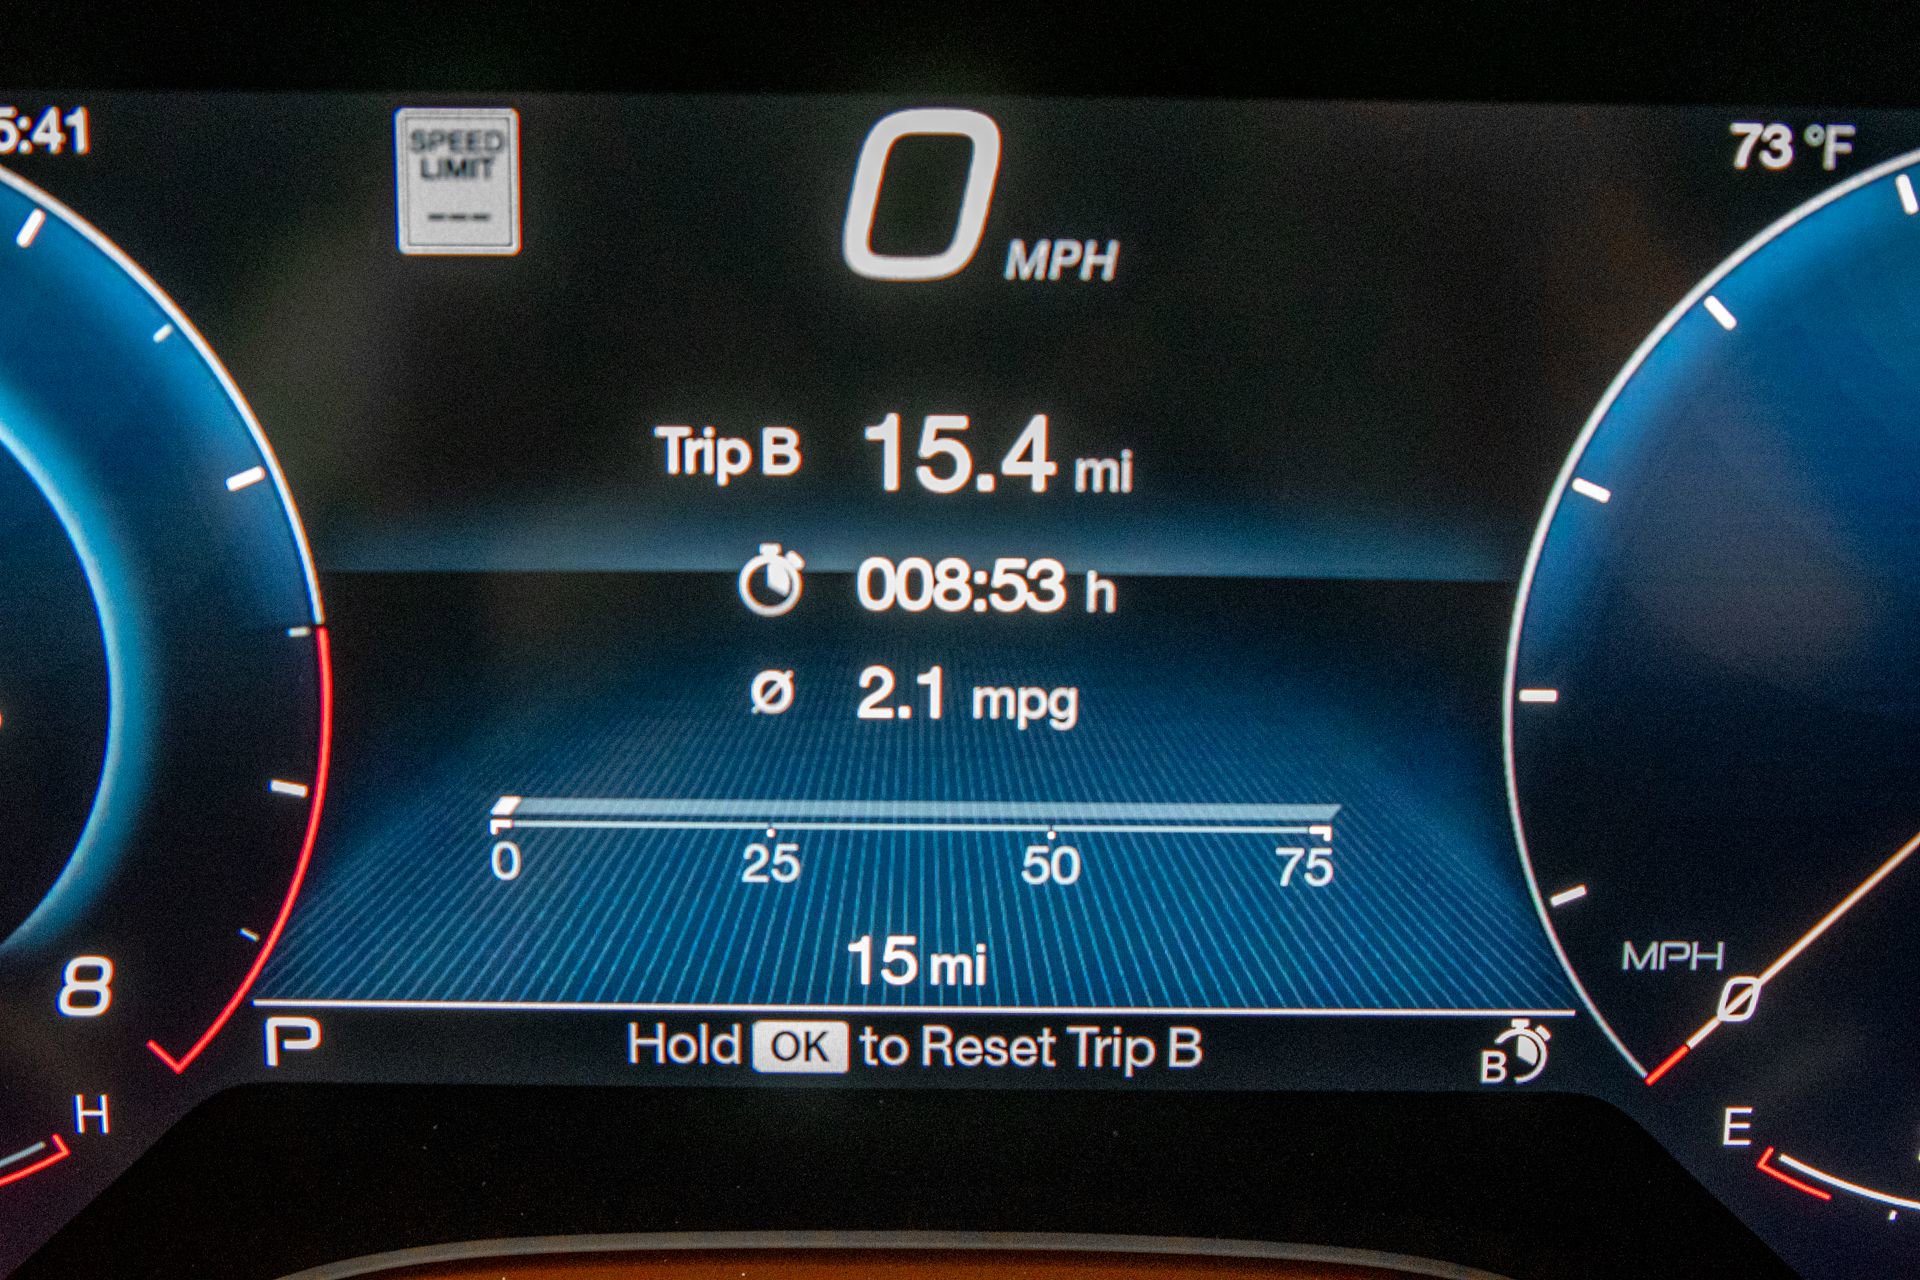 5:41
SPEED
LIMIT
---
0 MPH
73 °F
Trip B 15.4 mi
008:53 h
Ø 2.1 mpg
0 25 50 75
15 mi
8
MPH
0
P
Hold OK to Reset Trip B
B
H
E